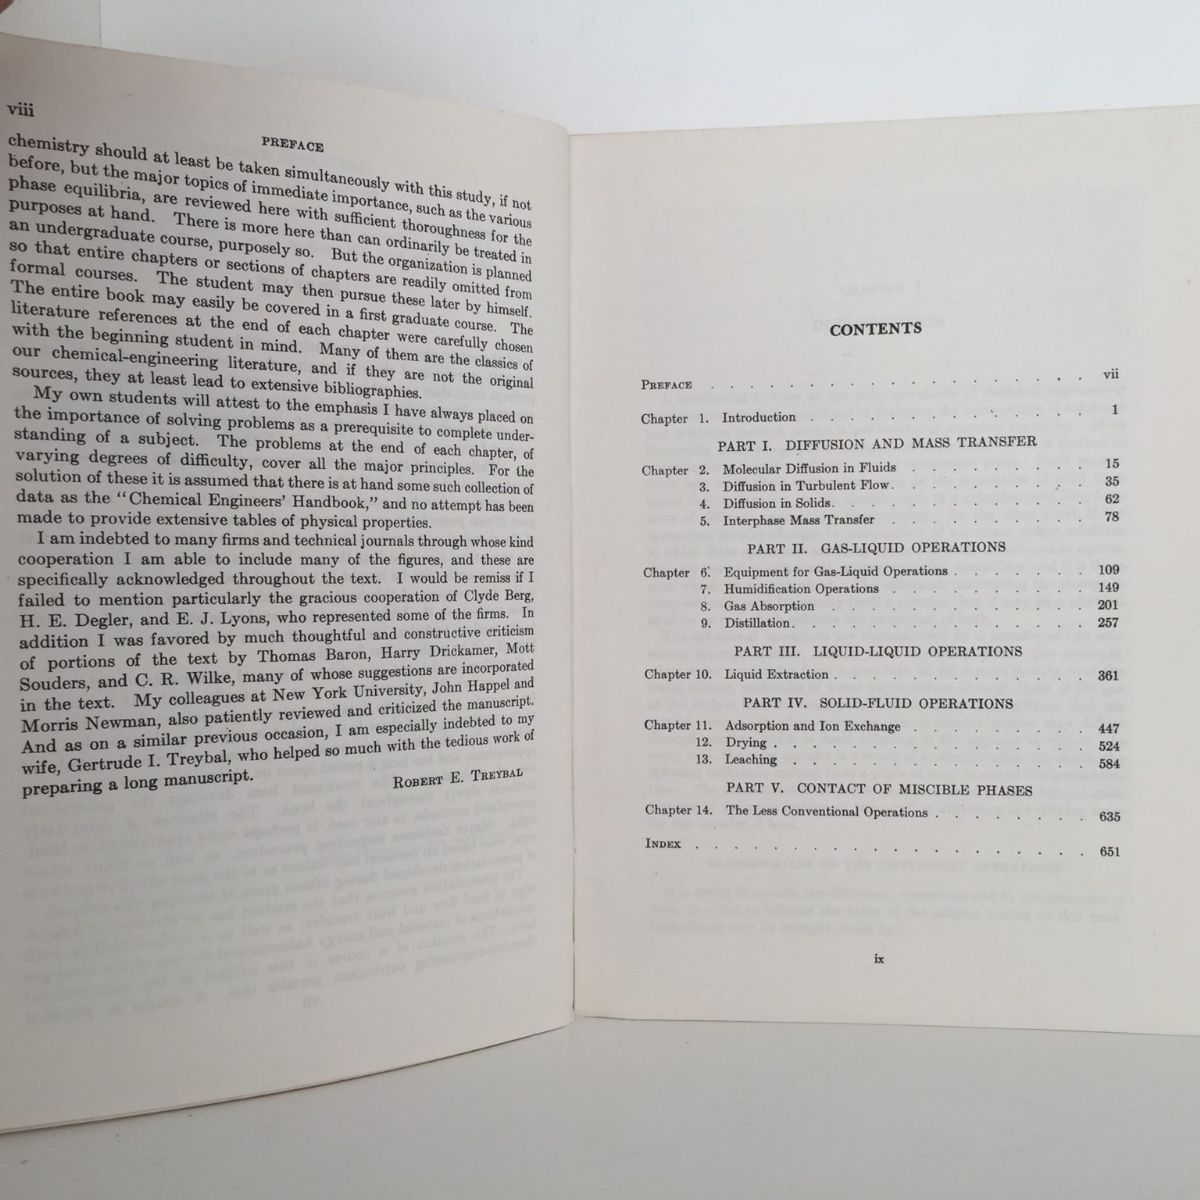 viii
PREFACE
chemistry should at least be taken simultaneously with this study, if not
before, but the major topics of immediate importance, such as the various
phase equilibria, are reviewed here with sufficient thoroughness for the
purposes at hand. There is more here than can ordinarily be treated in
an undergraduate course, purposely so. But the organization is planned
so that entire chapters or sections of chapters are readily omitted from
formal courses. The student may then pursue these later by himself.
The entire book may easily be covered in a first graduate course. The
literature references at the end of each chapter were carefully chosen
with the beginning student in mind. Many of them are the classics of
our chemical-engineering literature, and if they are not the original
sources, they at least lead to extensive bibliographies.
My own students will attest to the emphasis I have always placed on
the importance of solving problems as a prerequisite to complete under-
standing of a subject. The problems at the end of each chapter, of
varying degrees of difficulty, cover all the major principles. For the
solution of these it is assumed that there is at hand some such collection of
data as the "Chemical Engineers' Handbook," and no attempt has been
made to provide extensive tables of physical properties.
I am indebted to many firms and technical journals through whose kind
cooperation I am able to include many of the figures, and these are
specifically acknowledged throughout the text. I would be remiss if I
failed to mention particularly the gracious cooperation of Clyde Berg,
H. E. Degler, and E. J. Lyons, who represented some of the firms. In
addition I was favored by much thoughtful and constructive criticism
of portions of the text by Thomas Baron, Harry Drickamer, Mott
Souders, and C. R. Wilke, many of whose suggestions are incorporated
in the text. My colleagues at New York University, John Happel and
Morris Newman, also patiently reviewed and criticized the manuscript.
And as on a similar previous occasion, I am especially indebted to my
wife, Gertrude I. Treybal, who helped so much with the tedious work of
preparing a long manuscript.
ROBERT E. TREYBAL
CONTENTS
PREFACE . . . . . . . . . . . . . . . . . vii
Chapter 1. Introduction . . . . . . . . . . . . 1
PART I. DIFFUSION AND MASS TRANSFER
Chapter 2. Molecular Diffusion in Fluids . . . . . . . . 15
3. Diffusion in Turbulent Flow. . . . . . . . . 35
4. Diffusion in Solids. . . . . . . . . . . 62
5. Interphase Mass Transfer . . . . . . . . . 78
PART II. GAS-LIQUID OPERATIONS
Chapter 6. Equipment for Gas-Liquid Operations . . . . . . . 109
7. Humidification Operations . . . . . . . . . 149
8. Gas Absorption . . . . . . . . . . . 201
9. Distillation. . . . . . . . . . . . . 257
PART III. LIQUID-LIQUID OPERATIONS
Chapter 10. Liquid Extraction . . . . . . . . . . . 361
PART IV. SOLID-FLUID OPERATIONS
Chapter 11. Adsorption and Ion Exchange . . . . . . . . 447
12. Drying . . . . . . . . . . . . . 524
13. Leaching . . . . . . . . . . . . 584
PART V. CONTACT OF MISCIBLE PHASES
Chapter 14. The Less Conventional Operations . . . . . . . 635
INDEX . . . . . . . . . . . . . . . . 651
ix